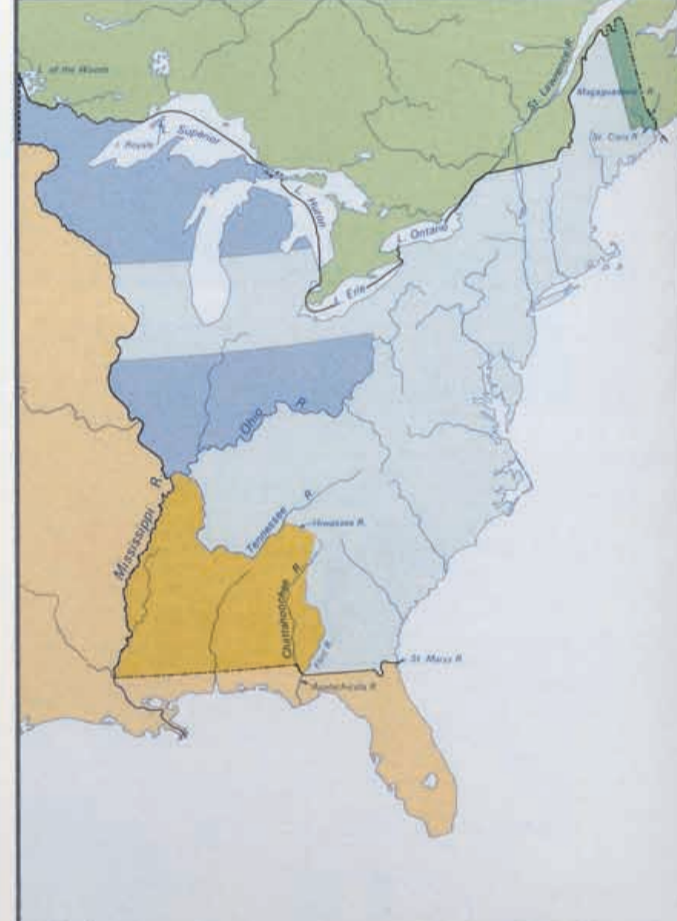 L. of the Woods
L. Superior
I. Royale
L. Huron
L. Ontario
L. Erie
St. Lawrence R.
St. Croix R.
Ohio R.
Mississippi R.
Tennessee R.
Hiwassee R.
Chattahoochee R.
Flint R.
St. Marys R.
Apalachicola R.